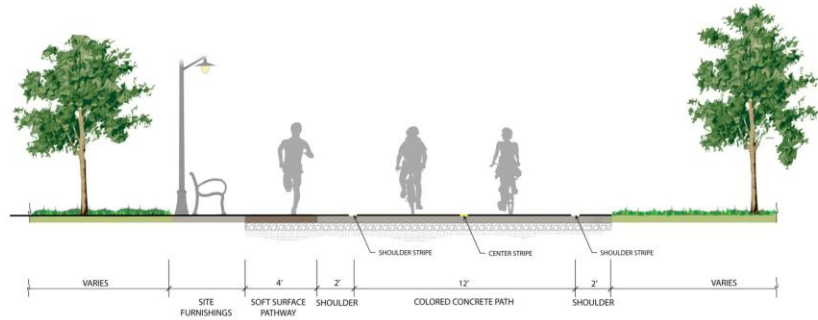 SHOULDER STRIPE
CENTER STRIPE
SHOULDER STRIPE
VARIES
4'
2'
12'
2'
VARIES
SITE
FURNISHINGS
SOFT SURFACE
PATHWAY
SHOULDER
COLORED CONCRETE PATH
SHOULDER